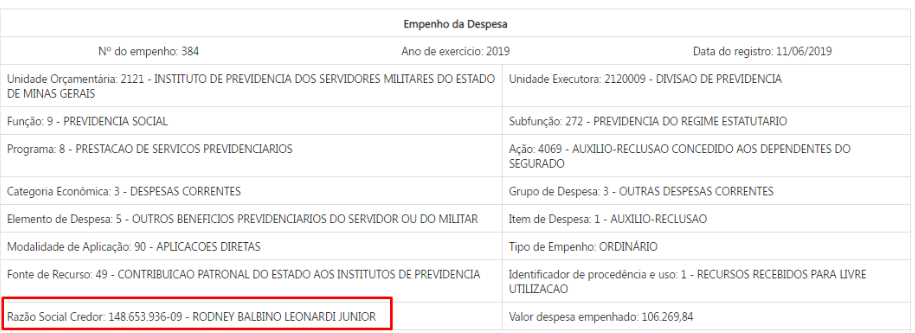 Empenho da Despesa
Nº do empenho: 384
Ano de exercício: 2019
Data do registro: 11/06/2019
Unidade Orçamentária: 2121 - INSTITUTO DE PREVIDENCIA DOS SERVIDORES MILITARES DO ESTADO
DE MINAS GERAIS
Unidade Executora: 2120009 - DIVISAO DE PREVIDENCIA
Função: 9 - PREVIDENCIA SOCIAL
Subfunção: 272 - PREVIDENCIA DO REGIME ESTATUTARIO
Programa: 8 - PRESTACAO DE SERVICOS PREVIDENCIARIOS
Ação: 4069 - AUXILIO-RECLUSAO CONCEDIDO AOS DEPENDENTES DO
SEGURADO
Categoria Econômica: 3 - DESPESAS CORRENTES
Grupo de Despesa: 3 - OUTRAS DESPESAS CORRENTES
Elemento de Despesa: 5 - OUTROS BENEFICIOS PREVIDENCIARIOS DO SERVIDOR OU DO MILITAR
Item de Despesa: 1 - AUXILIO-RECLUSAO
Modalidade de Aplicação: 90 - APLICACOES DIRETAS
Tipo de Empenho: ORDINÁRIO
Fonte de Recurso: 49 - CONTRIBUICAO PATRONAL DO ESTADO AOS INSTITUTOS DE PREVIDENCIA
Identificador de procedência e uso: 1 - RECURSOS RECEBIDOS PARA LIVRE
UTILIZACAO
Razão Social Credor: 148.653.936-09 - RODNEY BALBINO LEONARDI JUNIOR
Valor despesa empenhado: 106.269,84